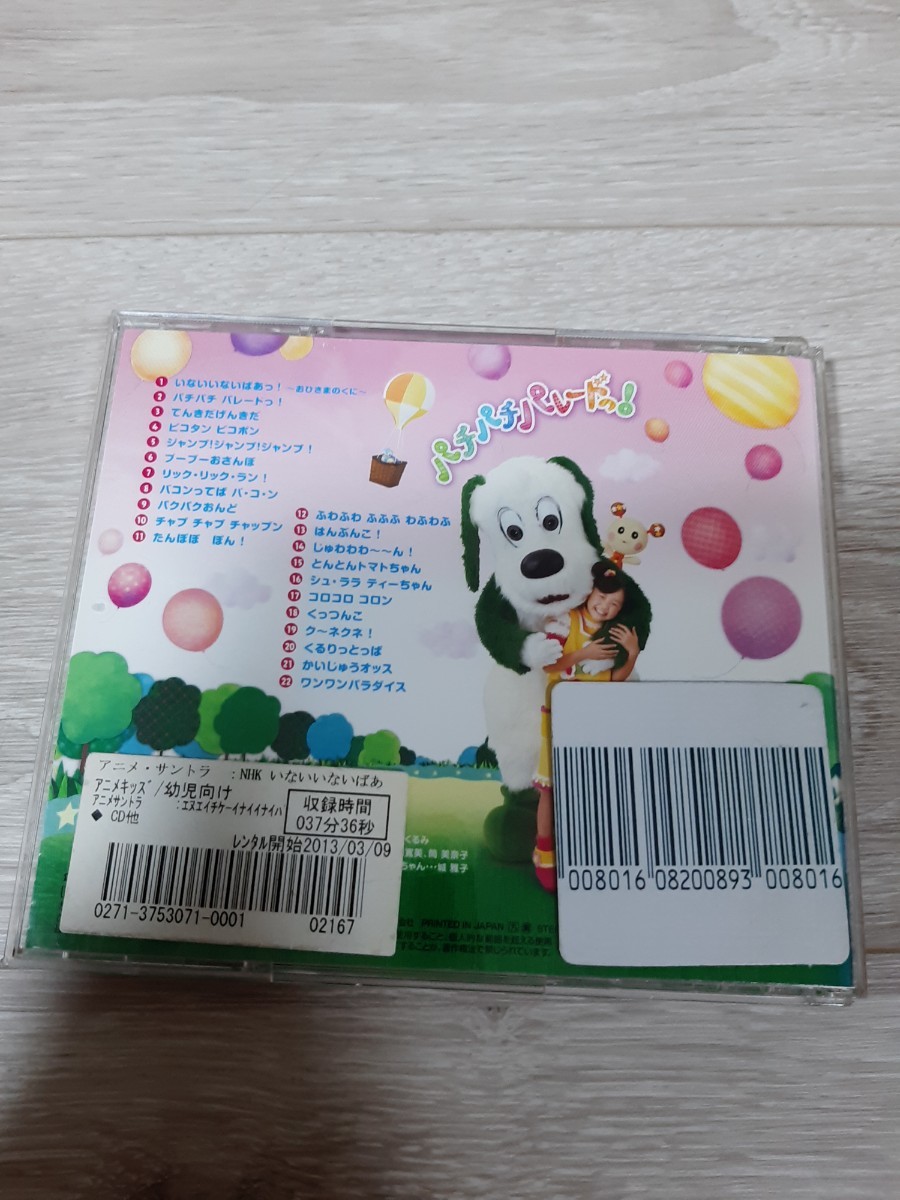 パチパチパレードっ!
1 いないいないばあっ!~おひさまのくに~
2 パチパチ パレードっ!
3 てんきだげんきだ
4 ピコタン ピコポン
5 ジャンプ!ジャンプ!ジャンプ!
6 ブーブーおさんぽ
7 リック・リック・ラン!
8 パコンってば パ・コ・ン
9 パクパクおんど
10 チャプ チャプ チャップン
11 たんぽぽ ぽん!
12 ふわふわ ふふふ わふわふ
13 はんぶんこ!
14 じゅわわわ~~ん!
15 とんとんトマトちゃん
16 シュ・ララ ティーちゃん
17 コロコロ コロン
18 くっつんこ
19 ク~ネクネ!
20 くるりっとっぱ
21 かいじゅうオッス
22 ワンワンパラダイス
アニメ・サントラ :NHK いないいないばあ
アニメキッズ/幼児向け
アニメサントラ :エヌエイチケーイナイイナイバ
◆ CD他
収録時間
037分36秒
レンタル開始2013/03/09
0271-3753071-0001 02167
くるみ
ちゃん…城 雅子
PRINTED IN JAPAN
008016 08200893 008016